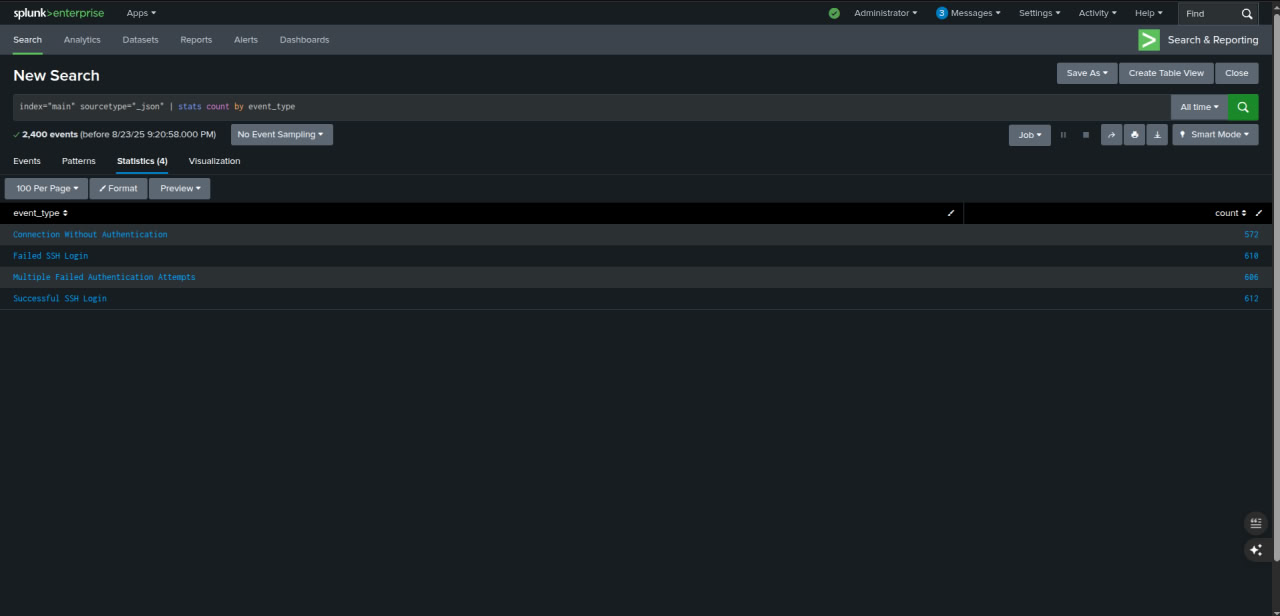 splunk>enterprise Apps Administrator 3 Messages Settings Activity Help Find
Search Analytics Datasets Reports Alerts Dashboards Search & Reporting
New Search Save As Create Table View Close
index="main" sourcetype="_json" | stats count by event_type All time
2,400 events (before 8/23/25 9:20:58.000 PM) No Event Sampling Job Smart Mode
Events Patterns Statistics (4) Visualization
100 Per Page Format Preview
event_type count
Connection Without Authentication 572
Failed SSH Login 610
Multiple Failed Authentication Attempts 606
Successful SSH Login 612